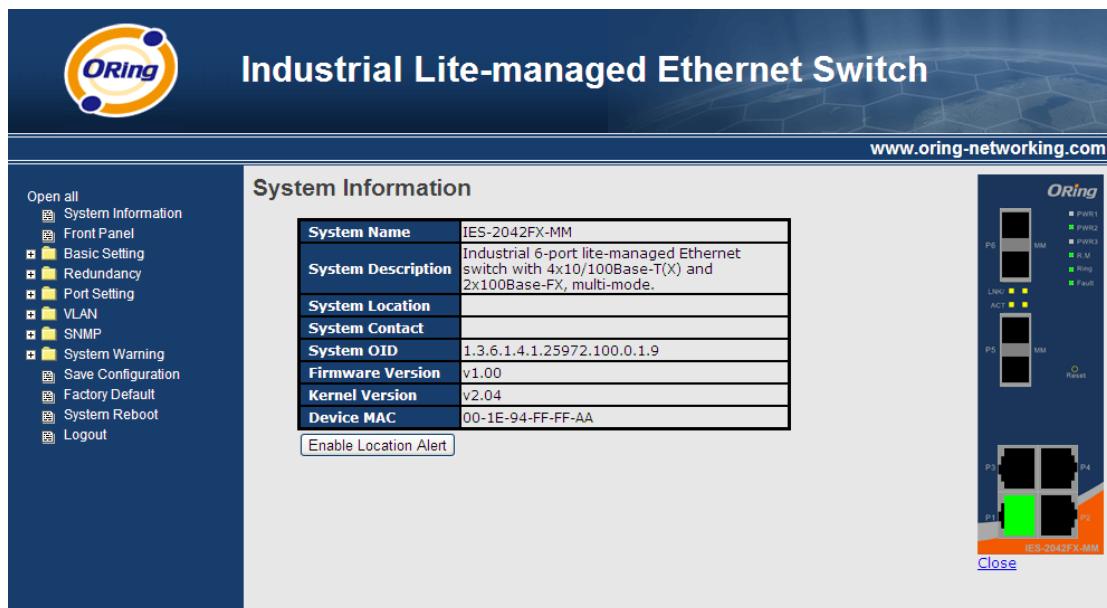 ORing
Industrial Lite-managed Ethernet Switch
www.oring-networking.com
Open all
System Information
Front Panel
Basic Setting
Redundancy
Port Setting
VLAN
SNMP
System Warning
Save Configuration
Factory Default
System Reboot
Logout
System Information
System Name IES-2042FX-MM
System Description Industrial 6-port lite-managed Ethernet
switch with 4x10/100Base-T(X) and
2x100Base-FX, multi-mode.
System Location
System Contact
System OID 1.3.6.1.4.1.25972.100.0.1.9
Firmware Version v1.00
Kernel Version v2.04
Device MAC 00-1E-94-FF-FF-AA
Enable Location Alert
ORing
PWR1
PWR2
PWR3
R.M
Ring
Fault
P6 MM
LNK/
ACT
P5 MM
Reset
P3 P4
P1 P2
IES-2042FX-MM
Close